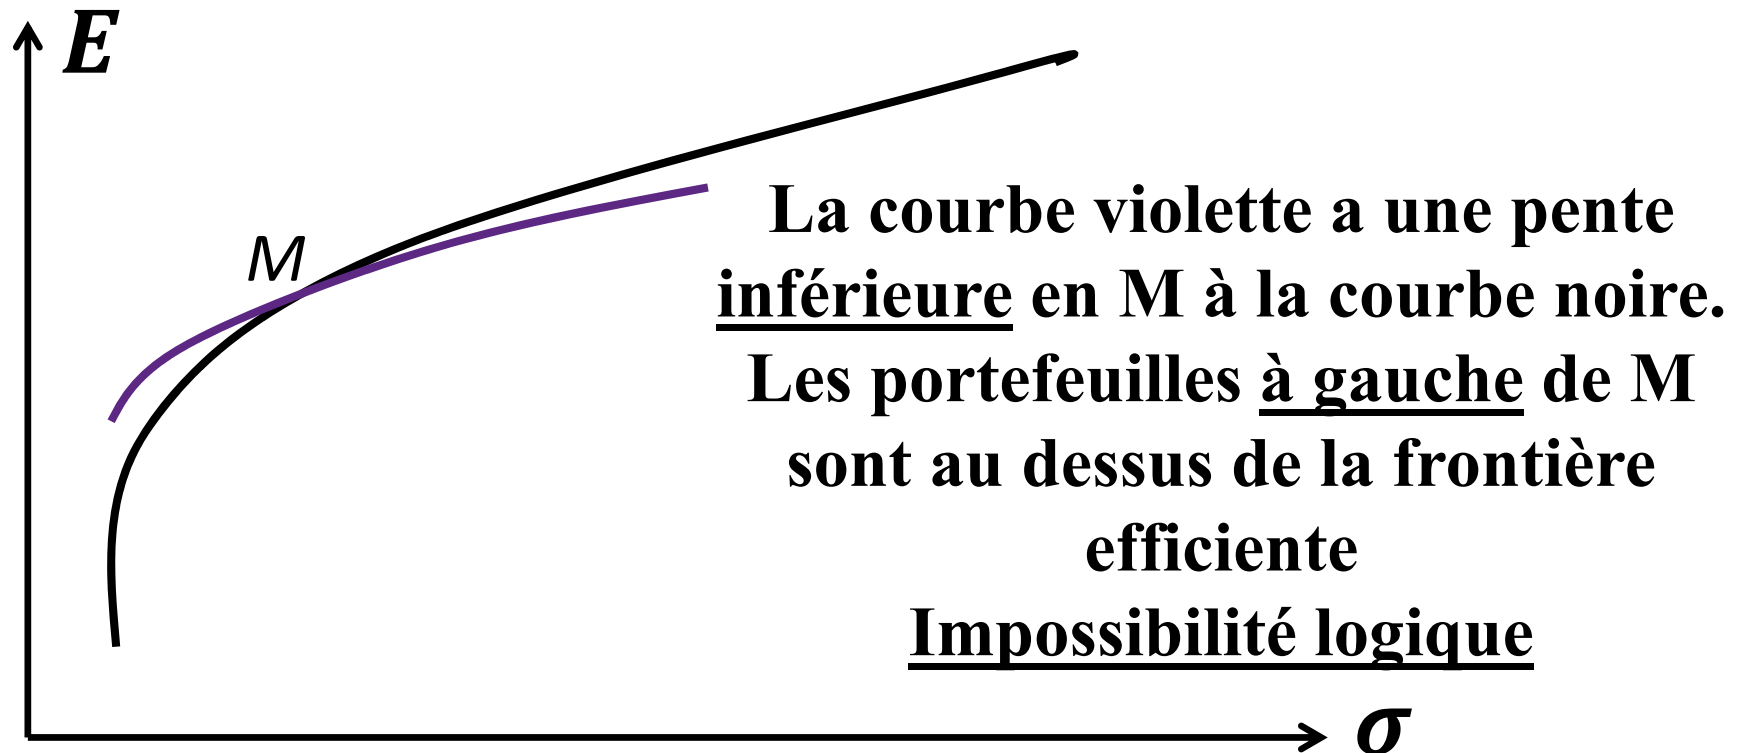 E
M
La courbe violette a une pente
inférieure en M à la courbe noire.
Les portefeuilles à gauche de M
sont au dessus de la frontière
efficiente
Impossibilité logique
σ